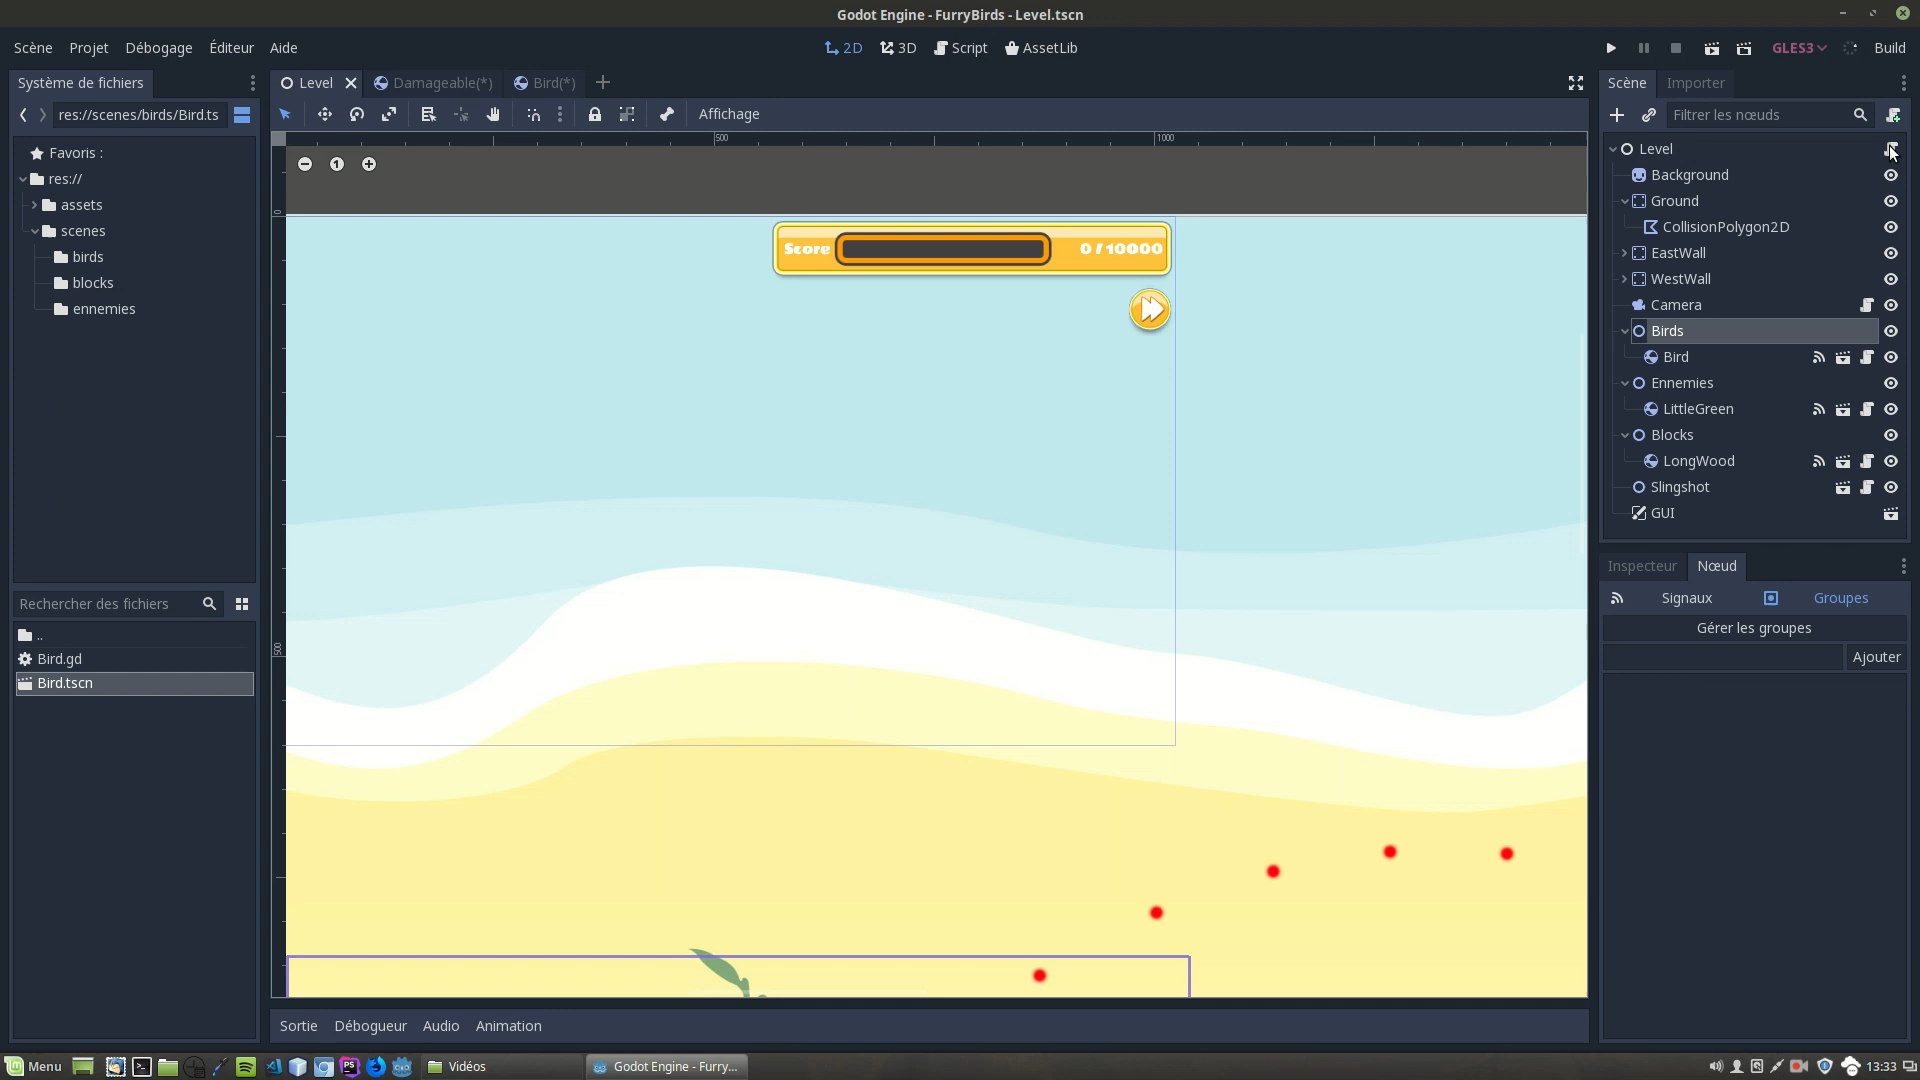 Godot Engine - FurryBirds - Level.tscn
Scène Projet Débogage Éditeur Aide
2D 3D Script AssetLib
GLES3 Build
Système de fichiers
Level Damageable(*) Bird(*)
Scène Importer
res://scenes/birds/Bird.ts
Affichage
Filtrer les nœuds
Favoris :
res://
assets
scenes
birds
blocks
ennemies
500
1000
0
500
1
Score 0 / 10000
Level
Background
Ground
CollisionPolygon2D
EastWall
WestWall
Camera
Birds
Bird
Ennemies
LittleGreen
Blocks
LongWood
Slingshot
GUI
Inspecteur Nœud
Signaux Groupes
Gérer les groupes
Ajouter
Rechercher des fichiers
..
Bird.gd
Bird.tscn
Sortie Débogueur Audio Animation
Menu
PS
Vidéos
Godot Engine - Furry...
13:33